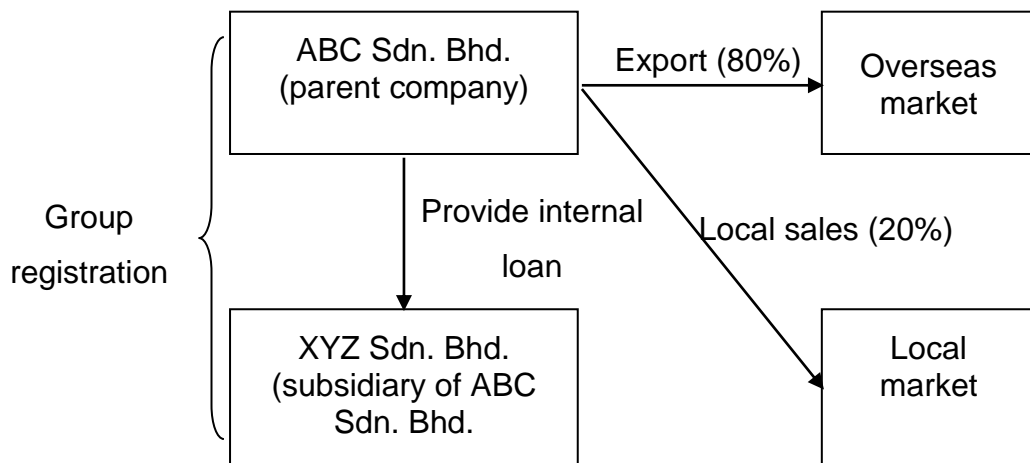 ABC Sdn. Bhd.
(parent company)
Export (80%)
Overseas
market
Group
registration
Provide internal
loan
Local sales (20%)
XYZ Sdn. Bhd.
(subsidiary of ABC
Sdn. Bhd.
Local
market